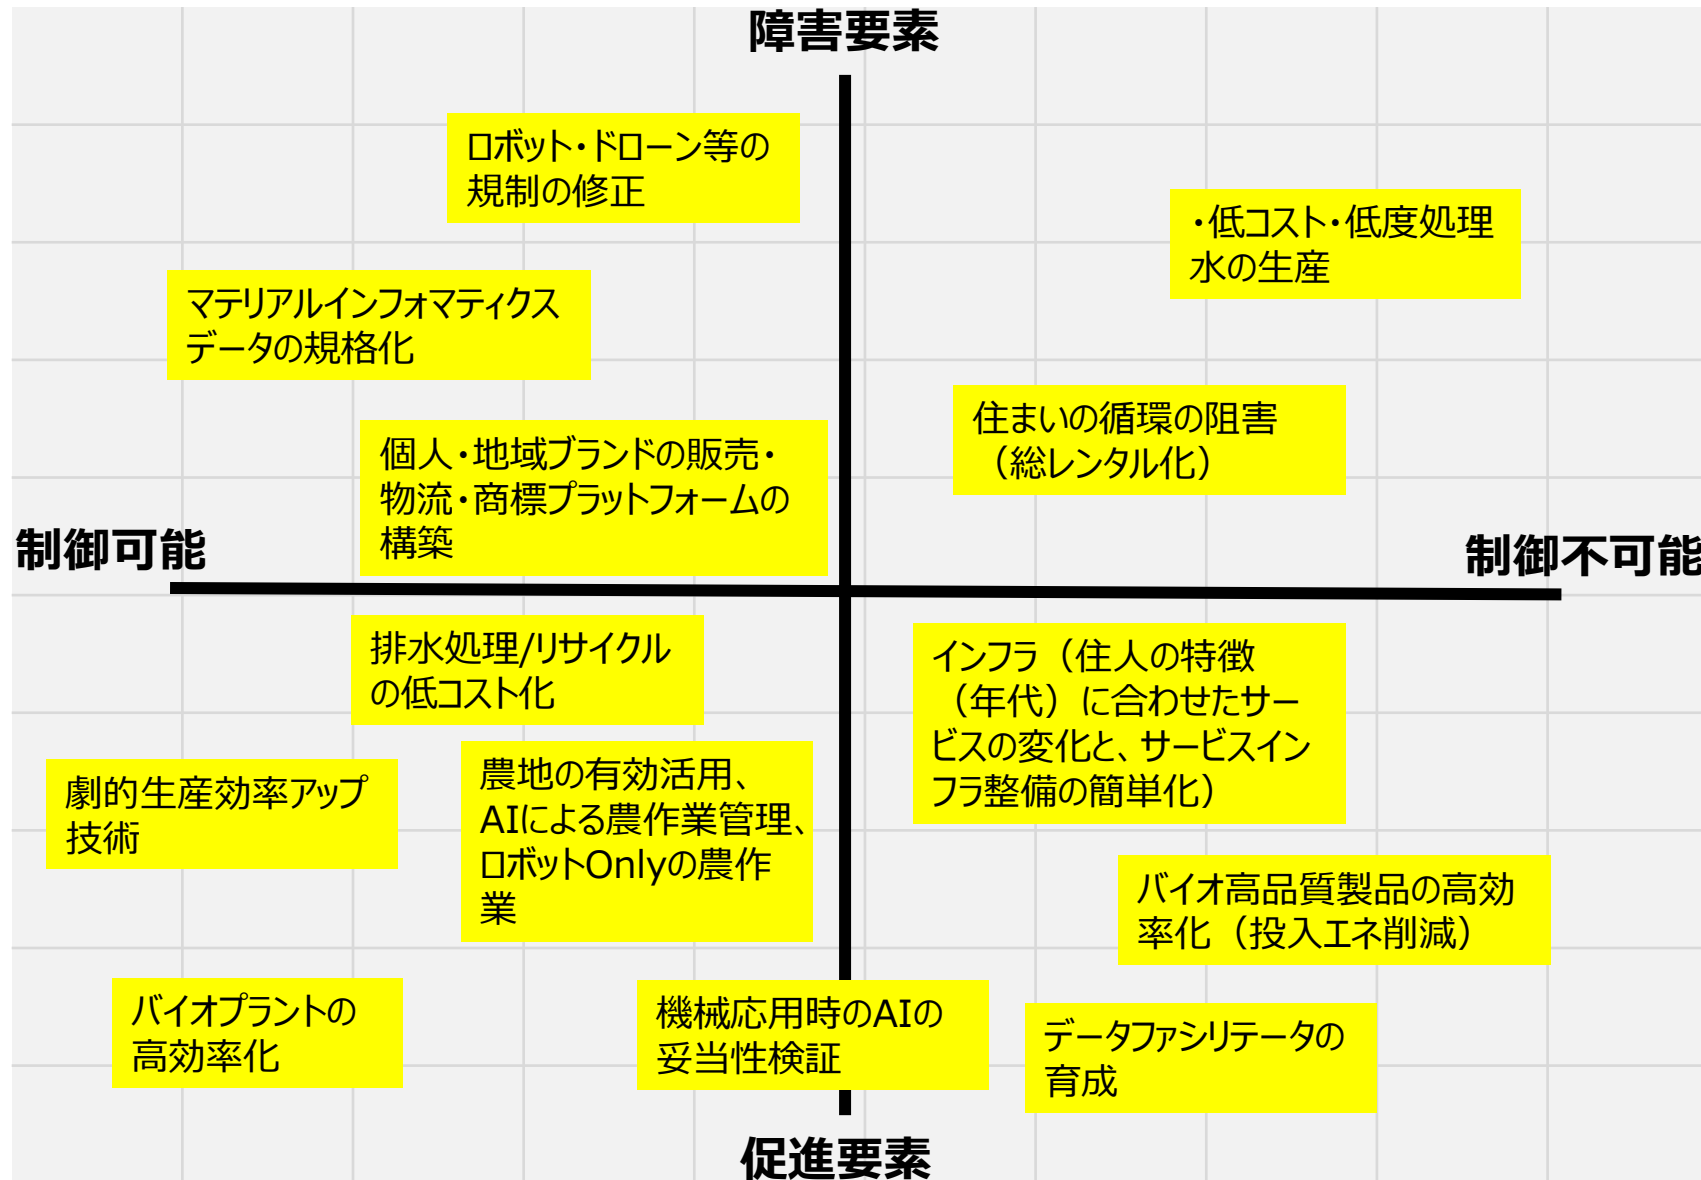 障害要素
ロボット・ドローン等の
規制の修正
・低コスト・低度処理
水の生産
マテリアルインフォマティクス
データの規格化
住まいの循環の阻害
（総レンタル化）
個人・地域ブランドの販売・
物流・商標プラットフォームの
構築
制御可能
制御不可能
排水処理/リサイクル
の低コスト化
インフラ（住人の特徴
（年代）に合わせたサー
ビスの変化と、サービスイン
フラ整備の簡単化）
劇的生産効率アップ
技術
農地の有効活用、
AIによる農作業管理、
ロボットOnlyの農作
業
バイオ高品質製品の高効
率化（投入エネ削減）
バイオプラントの
高効率化
機械応用時のAIの
妥当性検証
データファシリテータの
育成
促進要素